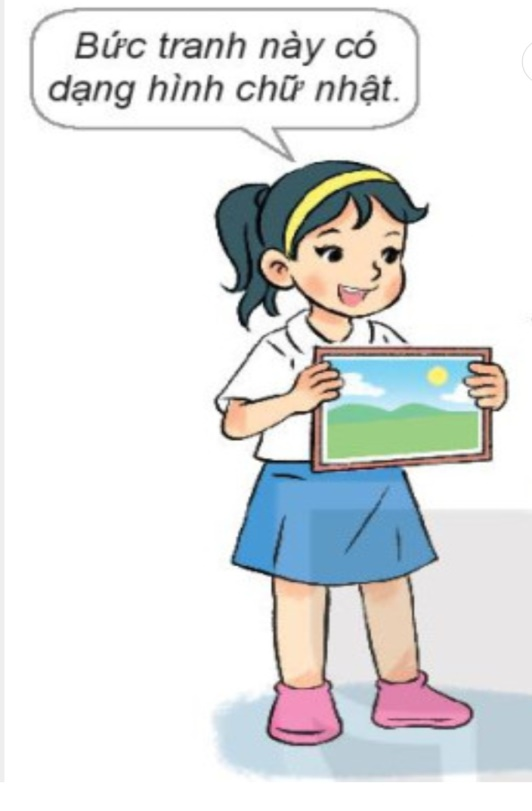 Bức tranh này có
dạng hình chữ nhật.